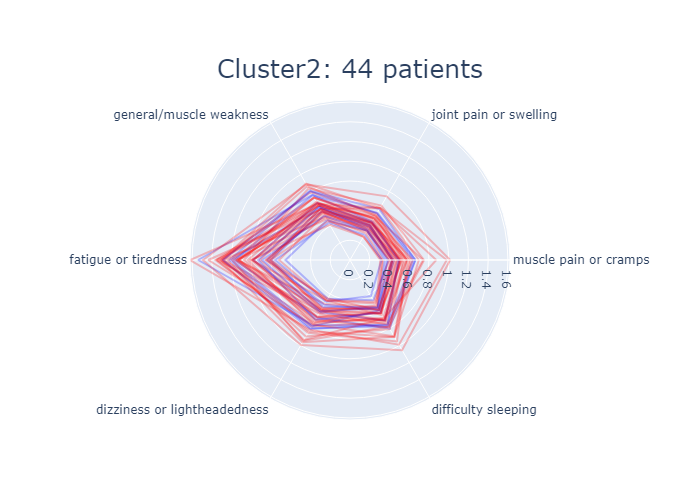 Cluster2: 44 patients
general/muscle weakness
joint pain or swelling
fatigue or tiredness
muscle pain or cramps
0
0.2
0.4
0.6
0.8
1
1.2
1.4
1.6
dizziness or lightheadedness
difficulty sleeping